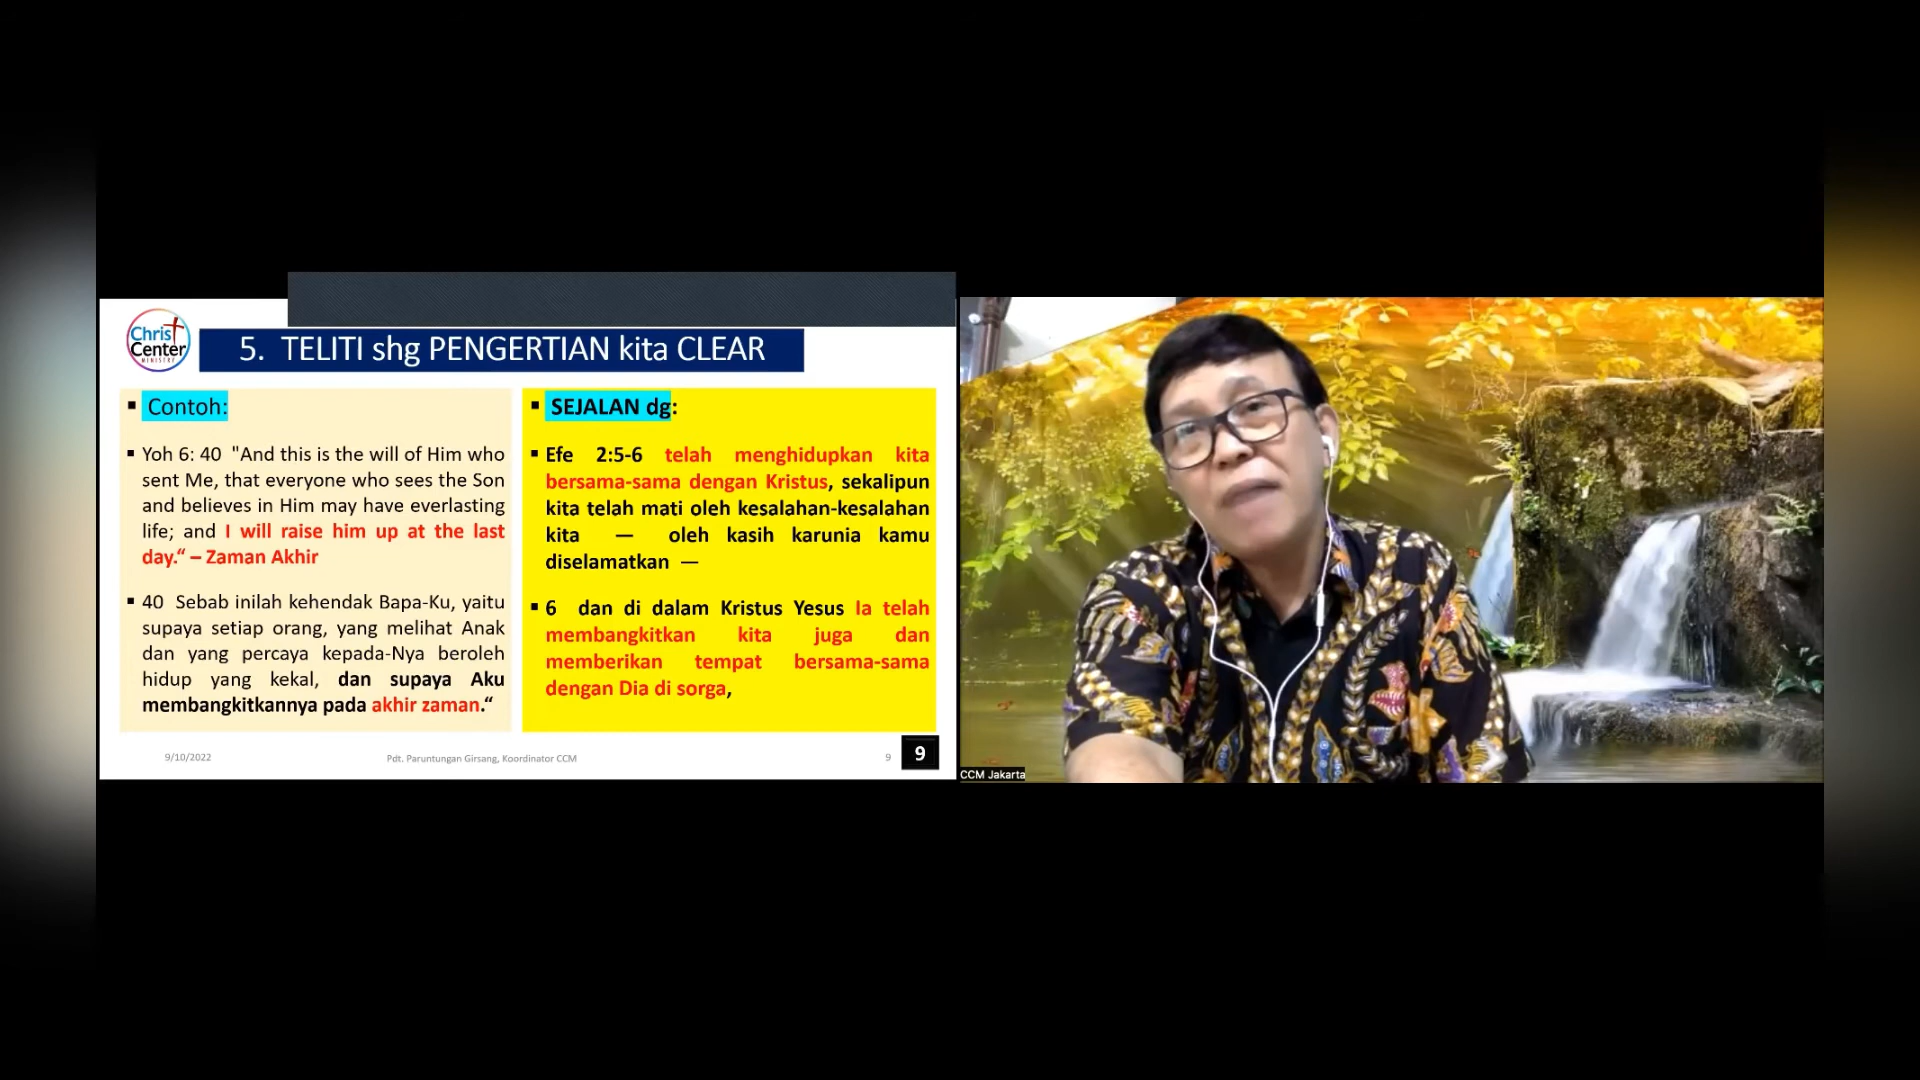 Christ
Center
MINISTRY
5. TELITI shg PENGERTIAN kita CLEAR
▪ Contoh:
▪ Yoh 6: 40 "And this is the will of Him who
sent Me, that everyone who sees the Son
and believes in Him may have everlasting
life; and I will raise him up at the last
day.“ – Zaman Akhir
▪ 40 Sebab inilah kehendak Bapa-Ku, yaitu
supaya setiap orang, yang melihat Anak
dan yang percaya kepada-Nya beroleh
hidup yang kekal, dan supaya Aku
membangkitkannya pada akhir zaman.“
▪ SEJALAN dg:
▪ Efe 2:5-6 telah menghidupkan kita
bersama-sama dengan Kristus, sekalipun
kita telah mati oleh kesalahan-kesalahan
kita — oleh kasih karunia kamu
diselamatkan —
▪ 6 dan di dalam Kristus Yesus Ia telah
membangkitkan kita juga dan
memberikan tempat bersama-sama
dengan Dia di sorga,
9/10/2022
Pdt. Paruntungan Girsang, Koordinator CCM
9
9
CCM Jakarta